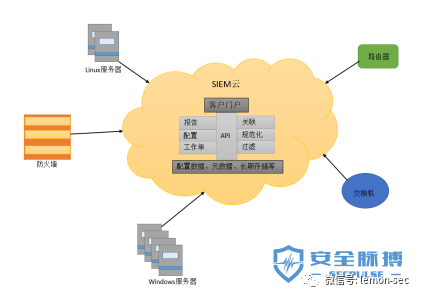 Linux服务器
路由器
SIEM云
客户门户
报告
关联
配置
API
规范化
工作单
过滤
防火墙
配置数据、元数据、长期存储等
交换机
Windows服务器
安全脉搏
SECPULSE
微信号: lemon-sec